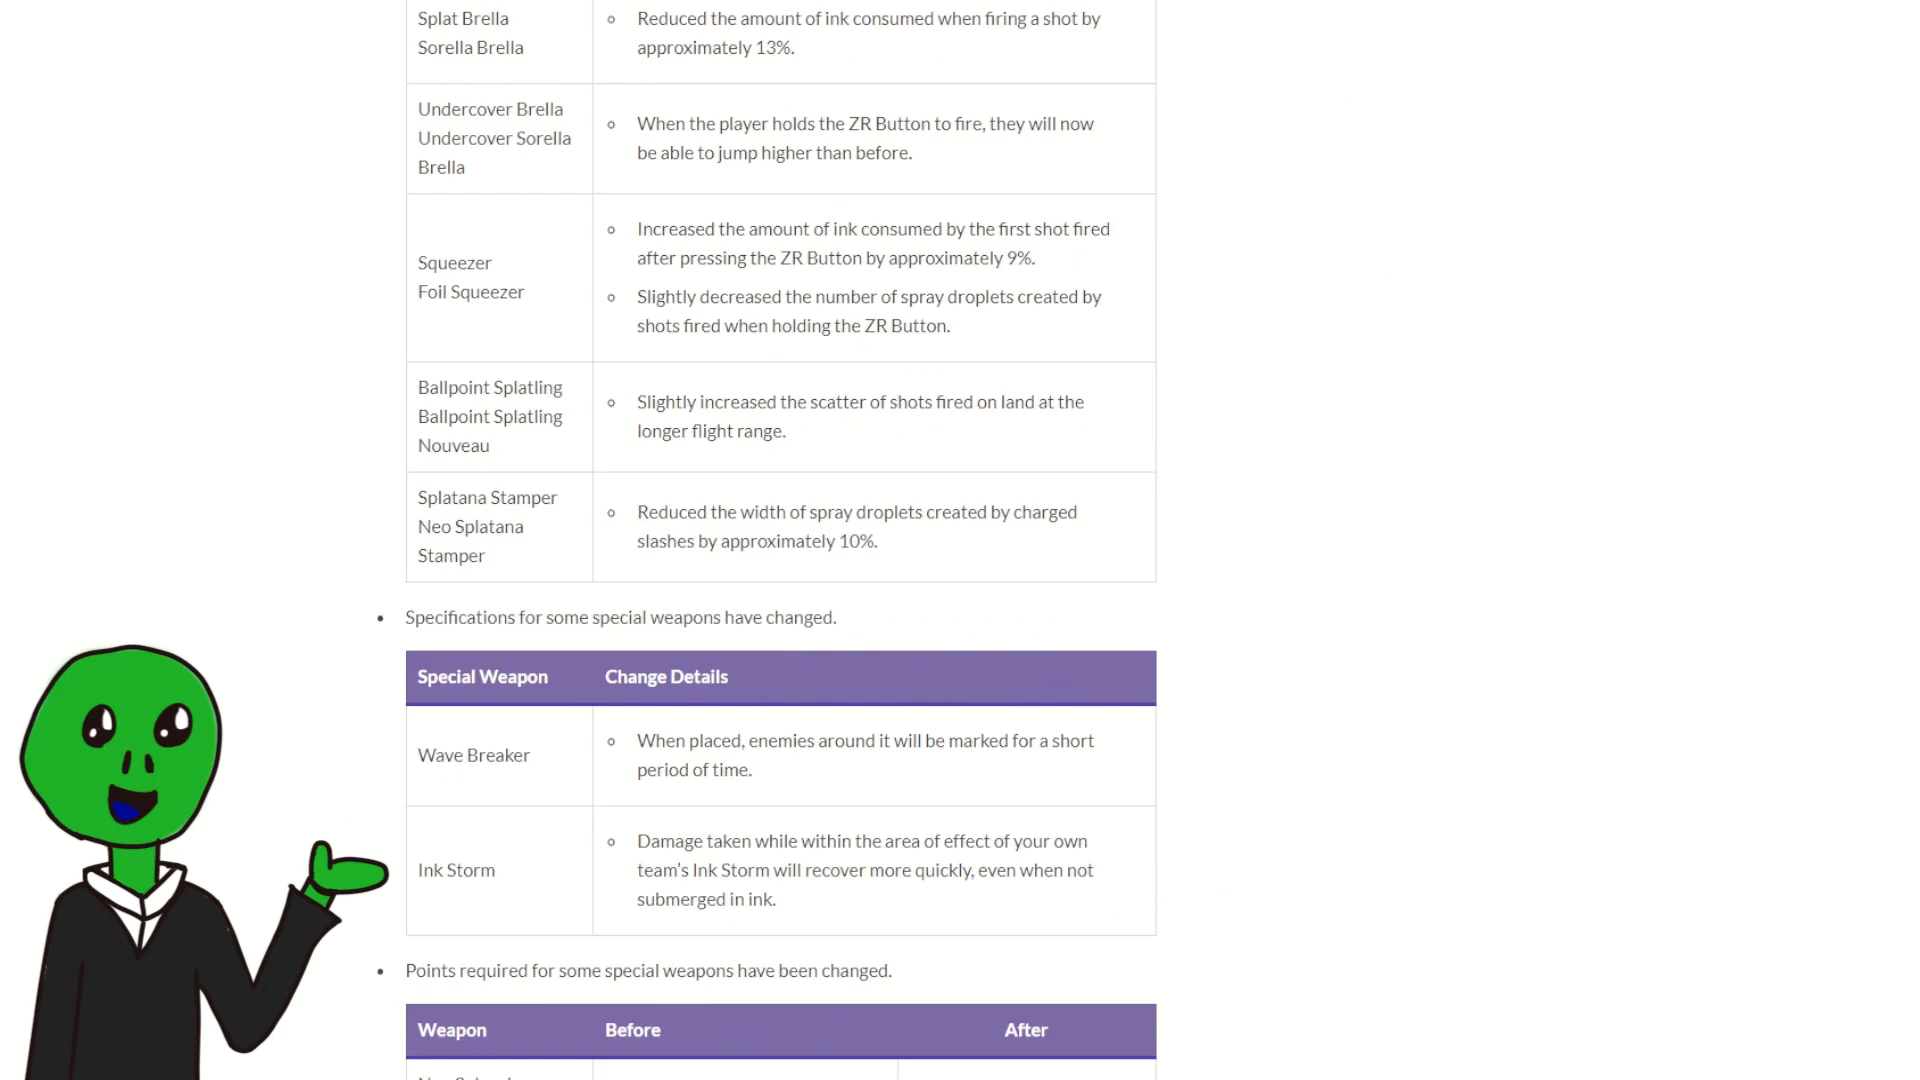 Splat Brella
Sorella Brella
Reduced the amount of ink consumed when firing a shot by
approximately 13%.
Undercover Brella
Undercover Sorella
Brella
When the player holds the ZR Button to fire, they will now
be able to jump higher than before.
Squeezer
Foil Squeezer
Increased the amount of ink consumed by the first shot fired
after pressing the ZR Button by approximately 9%.
Slightly decreased the number of spray droplets created by
shots fired when holding the ZR Button.
Ballpoint Splatling
Ballpoint Splatling
Nouveau
Slightly increased the scatter of shots fired on land at the
longer flight range.
Splatana Stamper
Neo Splatana
Stamper
Reduced the width of spray droplets created by charged
slashes by approximately 10%.
Specifications for some special weapons have changed.
Special Weapon Change Details
Wave Breaker
When placed, enemies around it will be marked for a short
period of time.
Ink Storm
Damage taken while within the area of effect of your own
team's Ink Storm will recover more quickly, even when not
submerged in ink.
Points required for some special weapons have been changed.
Weapon Before After